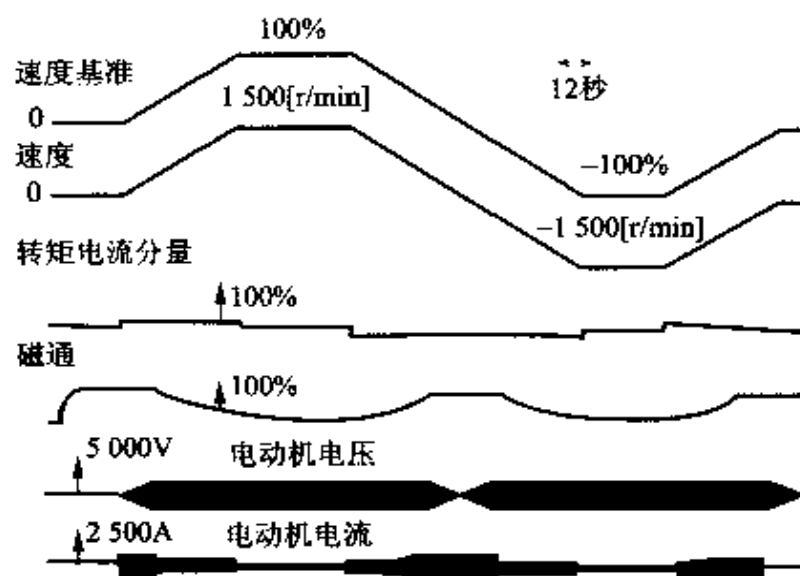 100%
速度基准
12秒
0
1 500[r/min]
速度
0
–100%
–1 500[r/min]
转矩电流分量
100%
磁通
100%
5 000V
电动机电压
2 500A
电动机电流